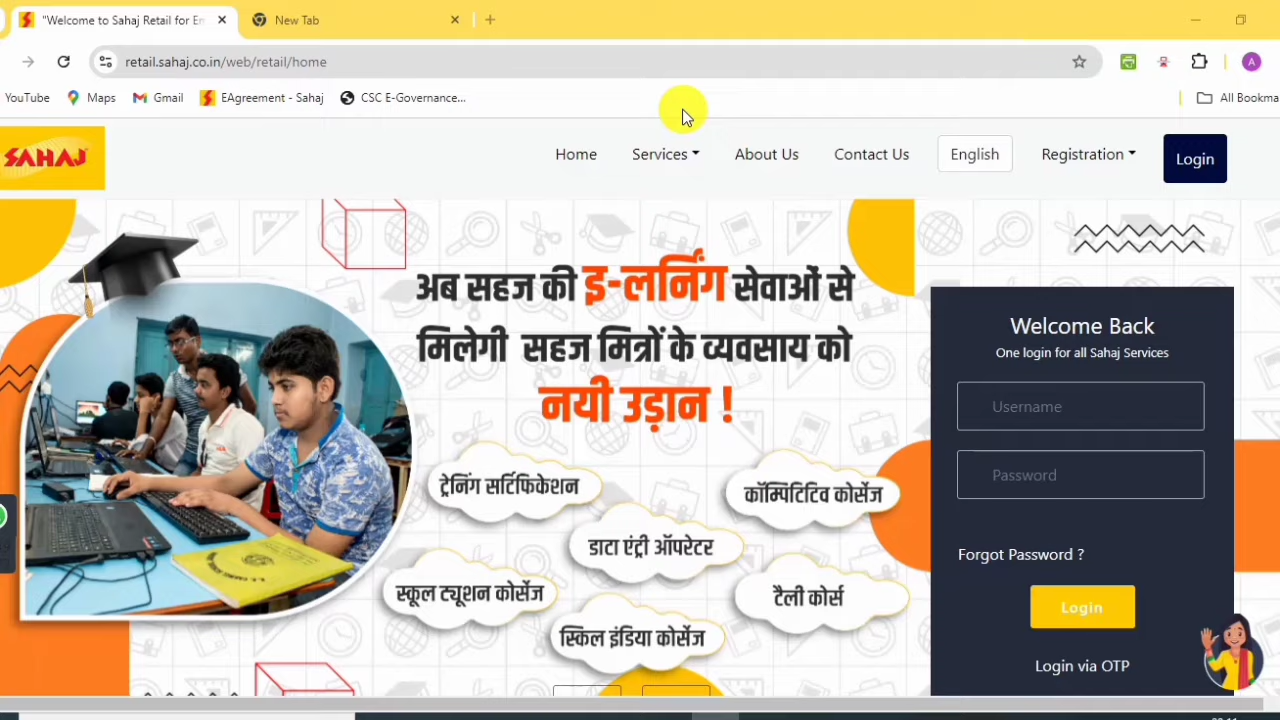 "Welcome to Sahaj Retail for Em
New Tab
retail.sahaj.co.in/web/retail/home
YouTube
Maps
Gmail
EAgreement - Sahaj
CSC E-Governance...
All Bookma
SAHAJ
Home
Services
About Us
Contact Us
English
Registration
Login
अब सहज की इ-लर्निंग सेवाओं से
मिलेगी सहज मित्रों के व्यवसाय को
नयी उड़ान !
ट्रेनिंग सर्टिफिकेशन
कॉम्पिटिटिव कोर्सेज
डाटा एंट्री ऑपरेटर
स्कूल ट्यूशन कोर्सेज
टैली कोर्स
स्किल इंडिया कोर्सेज
Welcome Back
One login for all Sahaj Services
Username
Password
Forgot Password ?
Login
Login via OTP
A